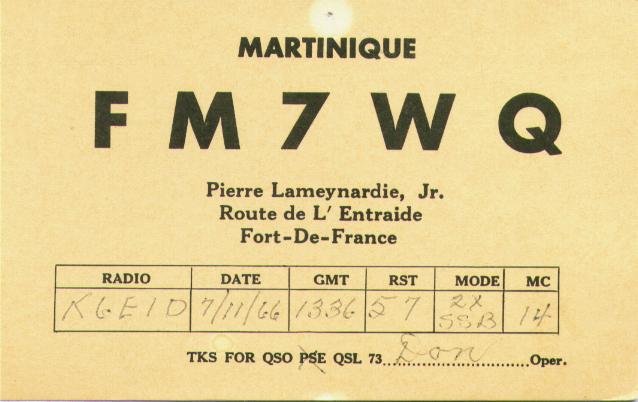 MARTINIQUE
FM7WQ
Pierre Lameynardie, Jr.
Route de L' Entraide
Fort-De-France
RADIO DATE GMT RST MODE MC
K6EID 7/11/66 1336 57 2X SSB 14
TKS FOR QSO PSE QSL 73 Don Oper.